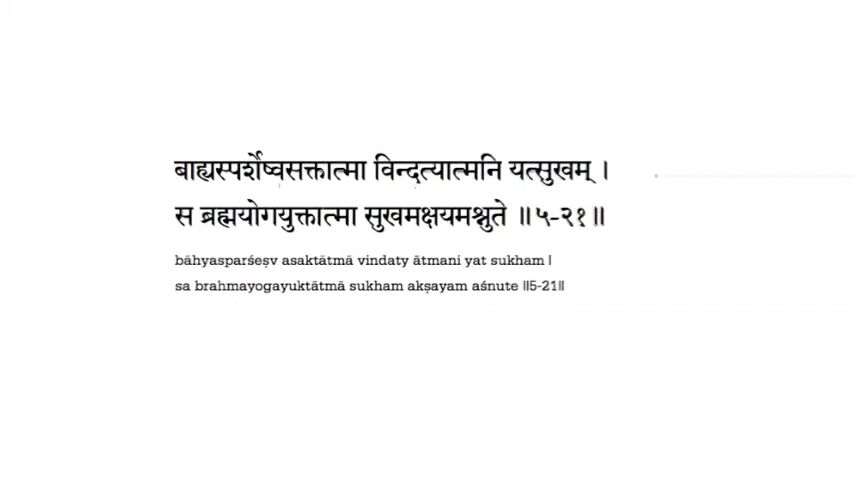 बाह्यस्पर्शेष्वसक्तात्मा विन्दत्यात्मनि यत्सुखम् ।
स ब्रह्मयोगयुक्तात्मा सुखमक्षयमश्नुते ॥५-२१॥
bāhyasparśeṣv asaktātmā vindaty ātmani yat sukham |
sa brahmayogayuktātmā sukham akṣayam aśnute ||5-21||